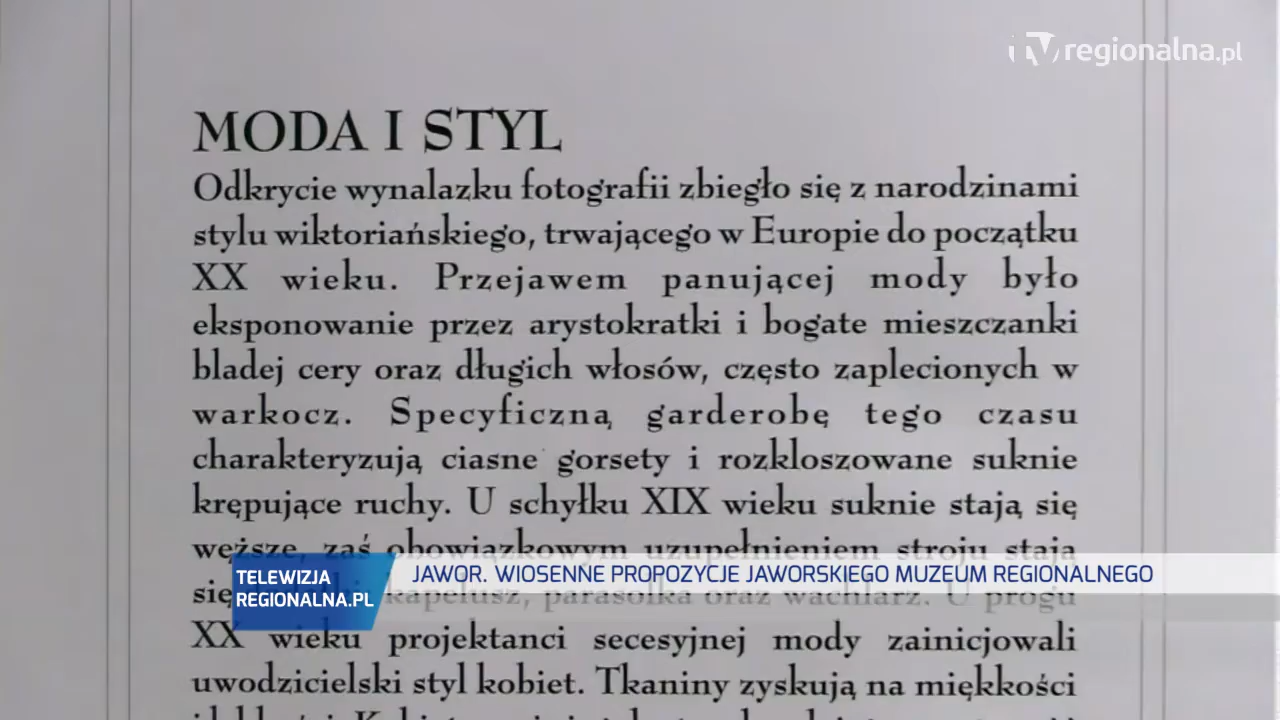 tv regionalna.pl
MODA I STYL
Odkrycie wynalazku fotografii zbiegło się z narodzinami
stylu wiktoriańskiego, trwającego w Europie do początku
XX wieku. Przejawem panującej mody było
eksponowanie przez arystokratki i bogate mieszczanki
bladej cery oraz długich włosów, często zaplecionych w
warkocz. Specyficzną garderobę tego czasu
charakteryzują ciasne gorsety i rozkloszowane suknie
krępujące ruchy. U schyłku XIX wieku suknie stają się
węższe, zaś obowiązkowym uzupełnieniem stroju stają
się kapelusz, parasolka oraz wachlarz. U progu
XX wieku projektanci secesyjnej mody zainicjowali
uwodzicielski styl kobiet. Tkaniny zyskują na miękkości
TELEWIZJA
REGIONALNA.PL
JAWOR. WIOSENNE PROPOZYCJE JAWORSKIEGO MUZEUM REGIONALNEGO